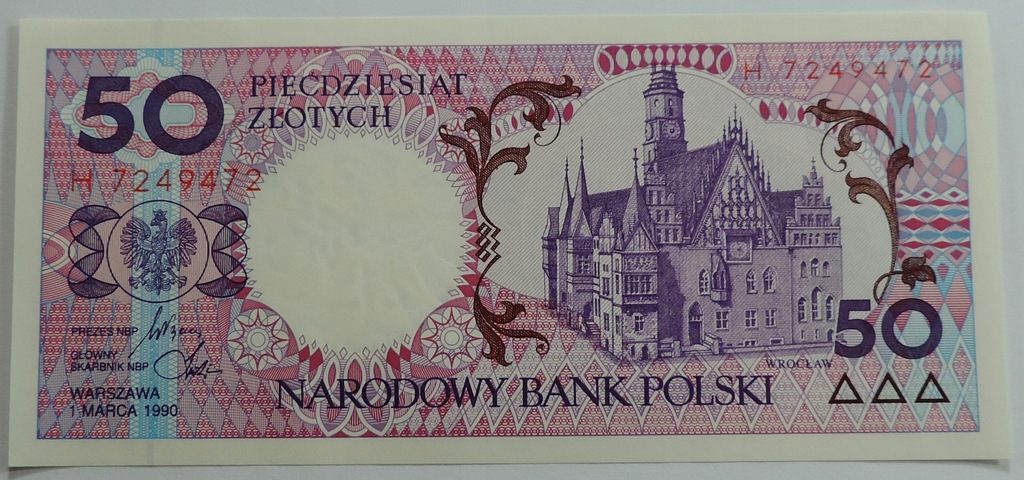 50
PIĘĆDZIESIĄT
ZŁOTYCH
H 7249472
H 7249472
PREZES NBP
GŁÓWNY
SKARBNIK NBP
WARSZAWA
1 MARCA 1990
WROCŁAW
50
NARODOWY BANK POLSKI